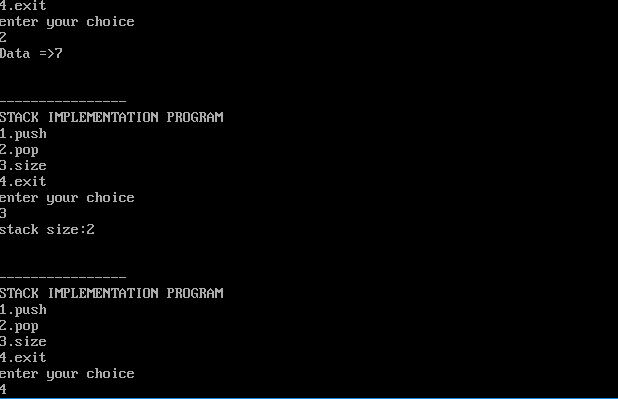 4.exit
enter your choice
2
Data =>7
----------------
STACK IMPLEMENTATION PROGRAM
1.push
2.pop
3.size
4.exit
enter your choice
3
stack size:2
----------------
STACK IMPLEMENTATION PROGRAM
1.push
2.pop
3.size
4.exit
enter your choice
4